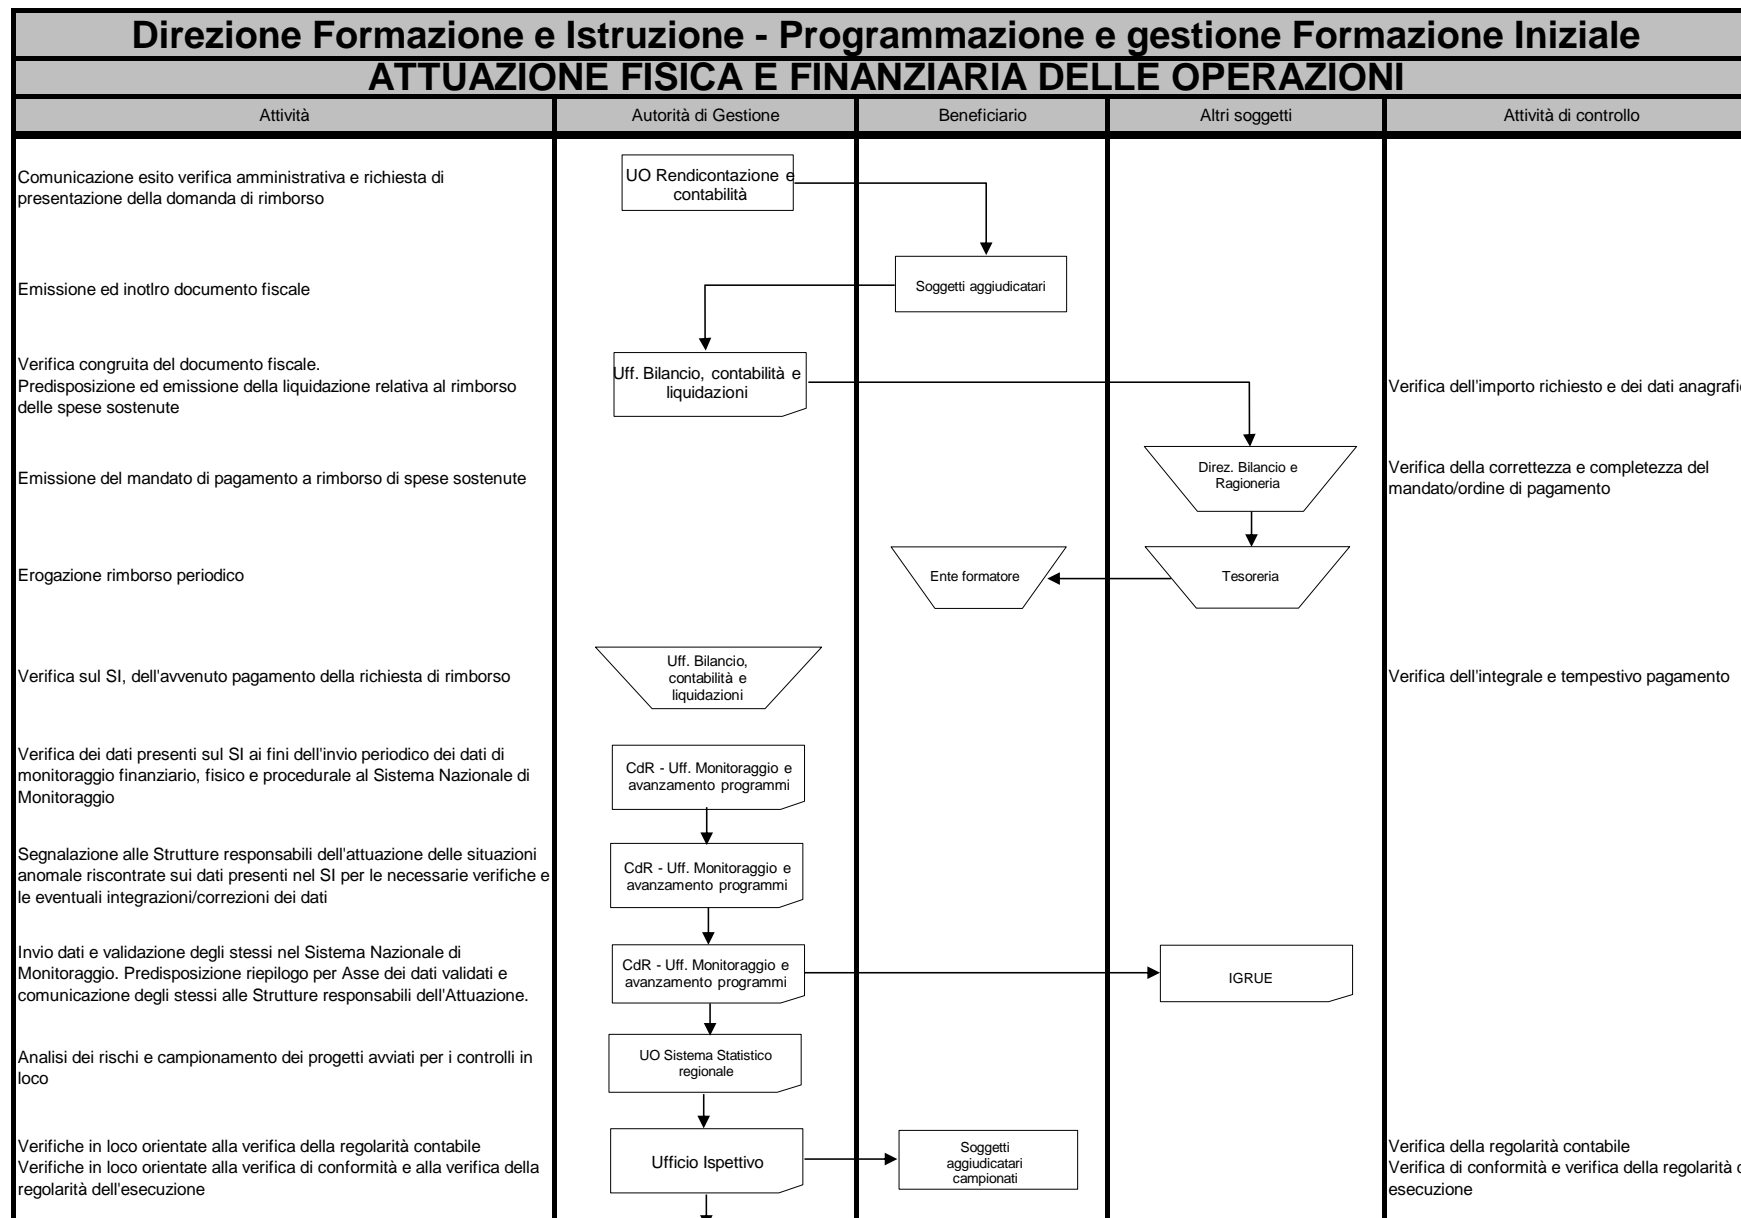 Direzione Formazione e Istruzione - Programmazione e gestione Formazione Iniziale
ATTUAZIONE FISICA E FINANZIARIA DELLE OPERAZIONI
Attività
Autorità di Gestione
Beneficiario
Altri soggetti
Attività di controllo
Comunicazione esito verifica amministrativa e richiesta di
presentazione della domanda di rimborso
UO Rendicontazione e
contabilità
Emissione ed inotlro documento fiscale
Soggetti aggiudicatari
Verifica congruita del documento fiscale.
Predisposizione ed emissione della liquidazione relativa al rimborso
delle spese sostenute
Uff. Bilancio, contabilità e
liquidazioni
Verifica dell'importo richiesto e dei dati
Emissione del mandato di pagamento a rimborso di spese sostenute
Direz. Bilancio e
Ragioneria
Verifica della correttezza e completezza del
mandato/ordine di pagamento
Erogazione rimborso periodico
Ente formatore
Tesoreria
Verifica sul SI, dell'avvenuto pagamento della richiesta di rimborso
Uff. Bilancio,
contabilità e
liquidazioni
Verifica dell'integrale e tempestivo pagamento
Verifica dei dati presenti sul SI ai fini dell'invio periodico dei dati di
monitoraggio finanziario, fisico e procedurale al Sistema Nazionale di
Monitoraggio
CdR - Uff. Monitoraggio e
avanzamento programmi
Segnalazione alle Strutture responsabili dell'attuazione delle situazioni
anomale riscontrate sui dati presenti nel SI per le necessarie verifiche e
le eventuali integrazioni/correzioni dei dati
CdR - Uff. Monitoraggio e
avanzamento programmi
Invio dati e validazione degli stessi nel Sistema Nazionale di
Monitoraggio. Predisposizione riepilogo per Asse dei dati validati e
comunicazione degli stessi alle Strutture responsabili dell'Attuazione.
CdR - Uff. Monitoraggio e
avanzamento programmi
IGRUE
Analisi dei rischi e campionamento dei progetti avviati per i controlli in
loco
UO Sistema Statistico
regionale
Verifiche in loco orientate alla verifica della regolarità contabile
Verifiche in loco orientate alla verifica di conformità e alla verifica della
regolarità dell'esecuzione
Ufficio Ispettivo
Soggetti
aggiudicatari
campionati
Verifica della regolarità contabile
Verifica di conformità e verifica della regolarità
esecuzione